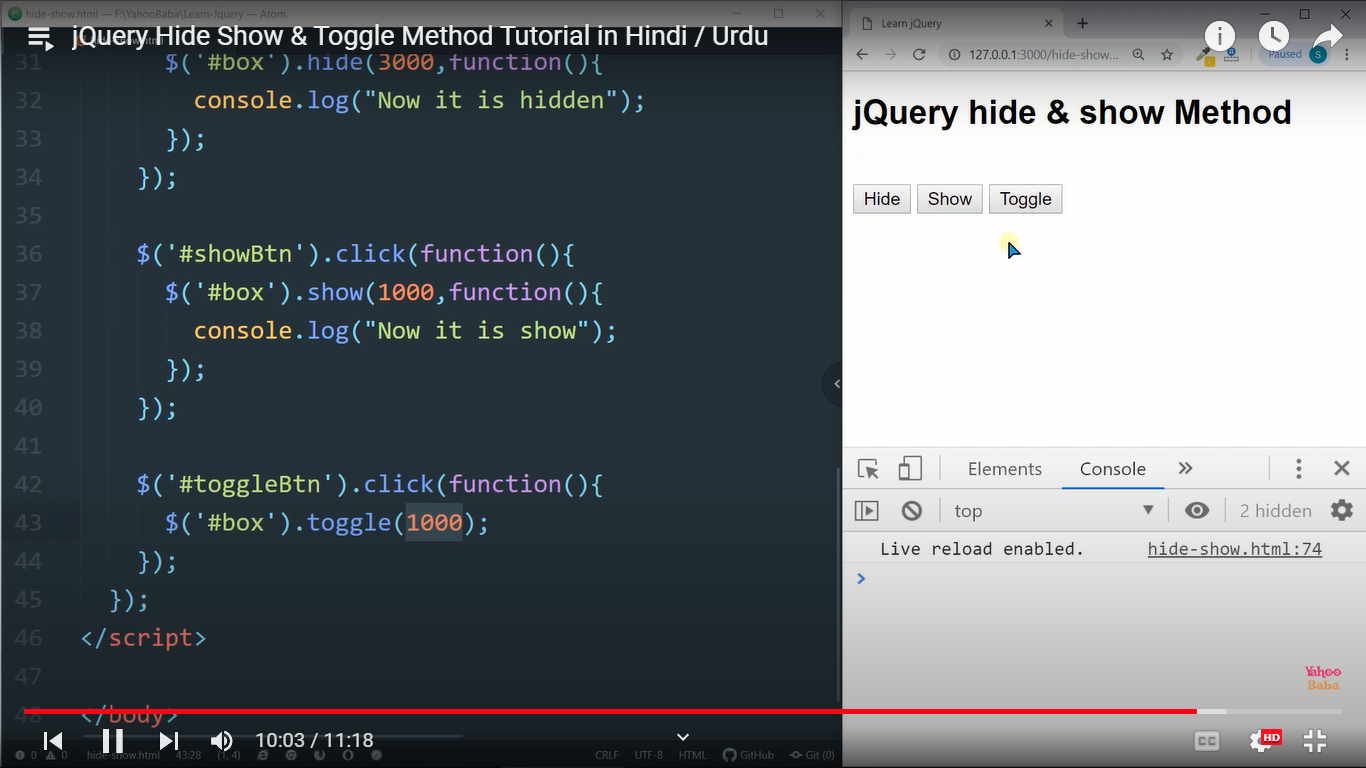 hide-show.html — F:\YahooBaba\Learn-Jquery — Atom
jQuery Hide Show & Toggle Method Tutorial in Hindi / Urdu
31 $('#box').hide(3000,function(){
32 console.log("Now it is hidden");
33 });
34 });
35
36 $('#showBtn').click(function(){
37 $('#box').show(1000,function(){
38 console.log("Now it is show");
39 });
40 });
41
42 $('#toggleBtn').click(function(){
43 $('#box').toggle(1000);
44 });
45 });
46 </script>
47
48 </body>
10:03 / 11:18
0 0 hide-show.html 43:28 (1, 4) CRLF UTF-8 HTML GitHub Git (0)
Learn jQuery
127.0.0.1:3000/hide-show...
Paused S
jQuery hide & show Method
Hide Show Toggle
Elements Console
top 2 hidden
Live reload enabled. hide-show.html:74
Yahoo
Baba
CC HD